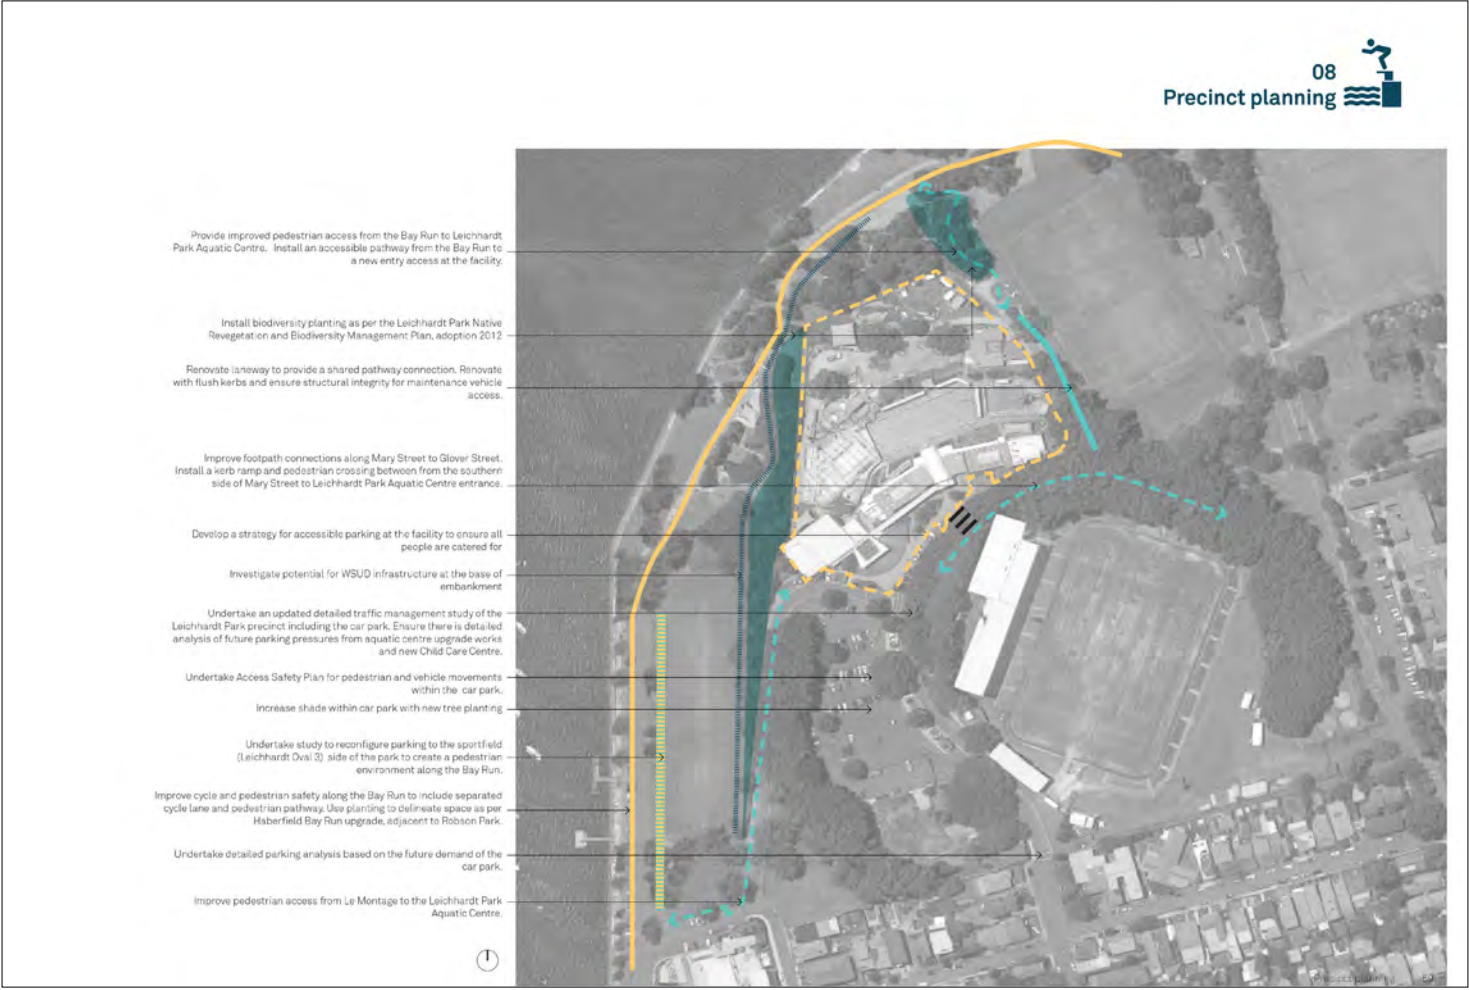 08
Precinct planning
Provide improved pedestrian access from the Bay Run to Leichhardt
Park Aquatic Centre. Install an accessible pathway from the Bay Run to
a new entry access at the facility.
Install biodiversity planting as per the Leichhardt Park Native
Revegetation and Biodiversity Management Plan, adoption 2012
Renovate laneway to provide a shared pathway connection. Renovate
with flush kerbs and ensure structural integrity for maintenance vehicle
access.
Improve footpath connections along Mary Street to Glover Street.
Install a kerb ramp and pedestrian crossing between from the southern
side of Mary Street to Leichhardt Park Aquatic Centre entrance.
Develop a strategy for accessible parking at the facility to ensure all
people are catered for
Investigate potential for WSUD infrastructure at the base of
embankment
Undertake an updated detailed traffic management study of the
Leichhardt Park precinct including the car park. Ensure there is detailed
analysis of future parking pressures from aquatic centre upgrade works
and new Child Care Centre.
Undertake Access Safety Plan for pedestrian and vehicle movements
within the car park.
Increase shade within car park with new tree planting
Undertake study to reconfigure parking to the sportfield
(Leichhardt Oval 3) side of the park to create a pedestrian
environment along the Bay Run.
Improve cycle and pedestrian safety along the Bay Run to include separated
cycle lane and pedestrian pathway. Use planting to delineate space as per
Haberfield Bay Run upgrade, adjacent to Robson Park.
Undertake detailed parking analysis based on the future demand of the
car park.
Improve pedestrian access from Le Montage to the Leichhardt Park
Aquatic Centre.
Precinct planning